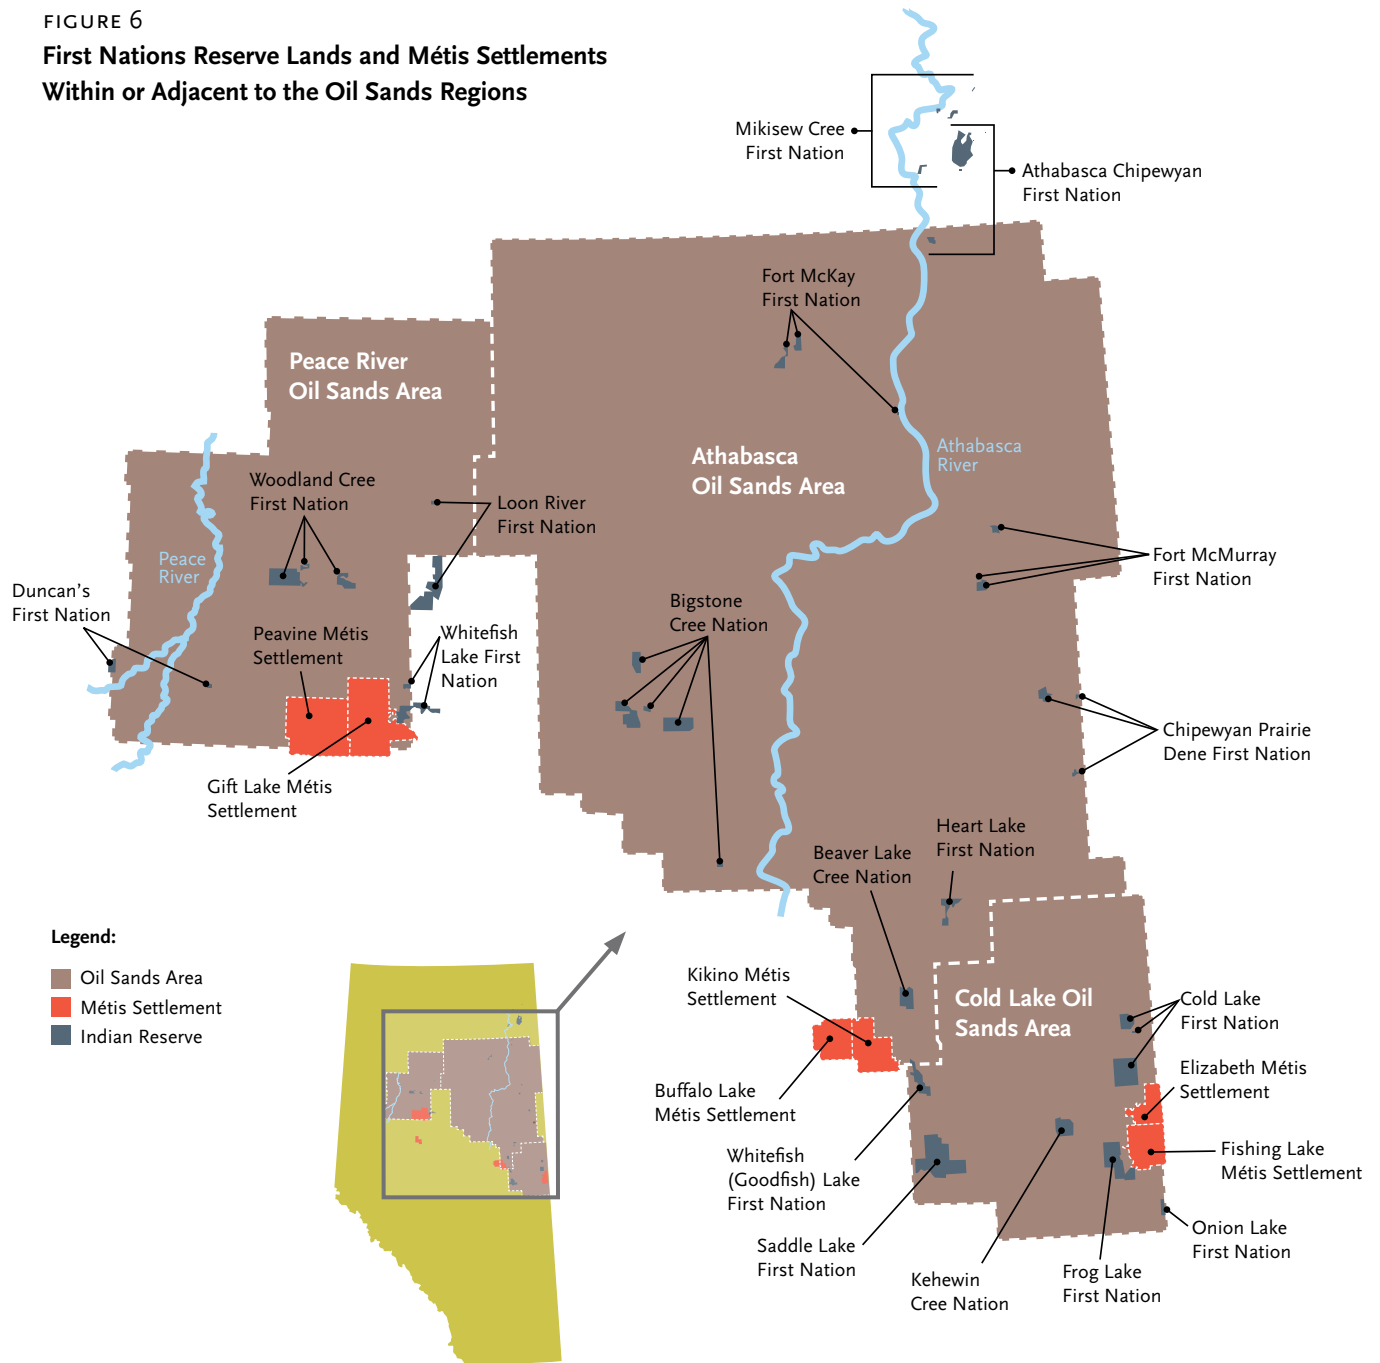 FIGURE 6
First Nations Reserve Lands and Métis Settlements
Within or Adjacent to the Oil Sands Regions
Mikisew Cree
First Nation
Athabasca Chipewyan
First Nation
Fort McKay
First Nation
Peace River
Oil Sands Area
Athabasca
Oil Sands Area
Athabasca
River
Woodland Cree
First Nation
Loon River
First Nation
Peace
River
Fort McMurray
First Nation
Duncan's
First Nation
Bigstone
Cree Nation
Peavine Métis
Settlement
Whitefish
Lake First
Nation
Chipewyan Prairie
Dene First Nation
Gift Lake Métis
Settlement
Heart Lake
First Nation
Beaver Lake
Cree Nation
Legend:
Oil Sands Area
Métis Settlement
Indian Reserve
Kikino Métis
Settlement
Cold Lake Oil
Sands Area
Cold Lake
First Nation
Elizabeth Métis
Settlement
Buffalo Lake
Métis Settlement
Fishing Lake
Métis Settlement
Whitefish
(Goodfish) Lake
First Nation
Onion Lake
First Nation
Saddle Lake
First Nation
Kehewin
Cree Nation
Frog Lake
First Nation